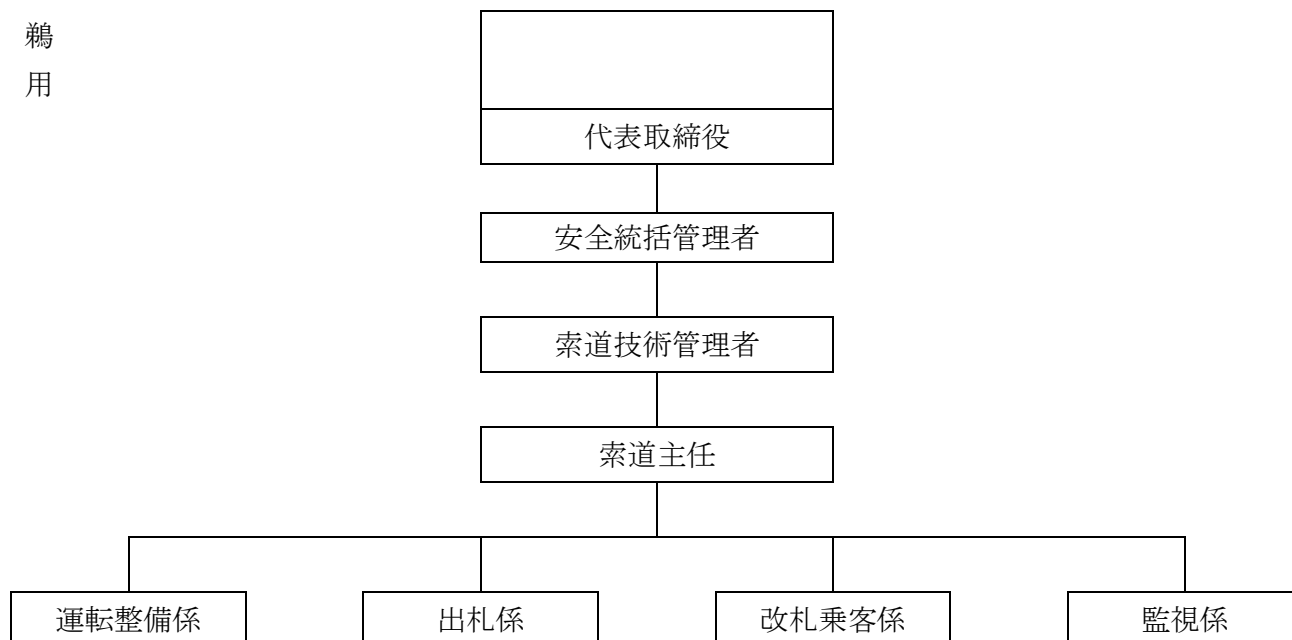 鵜
用
代表取締役
安全統括管理者
索道技術管理者
索道主任
運転整備係
出札係
改札乗客係
監視係